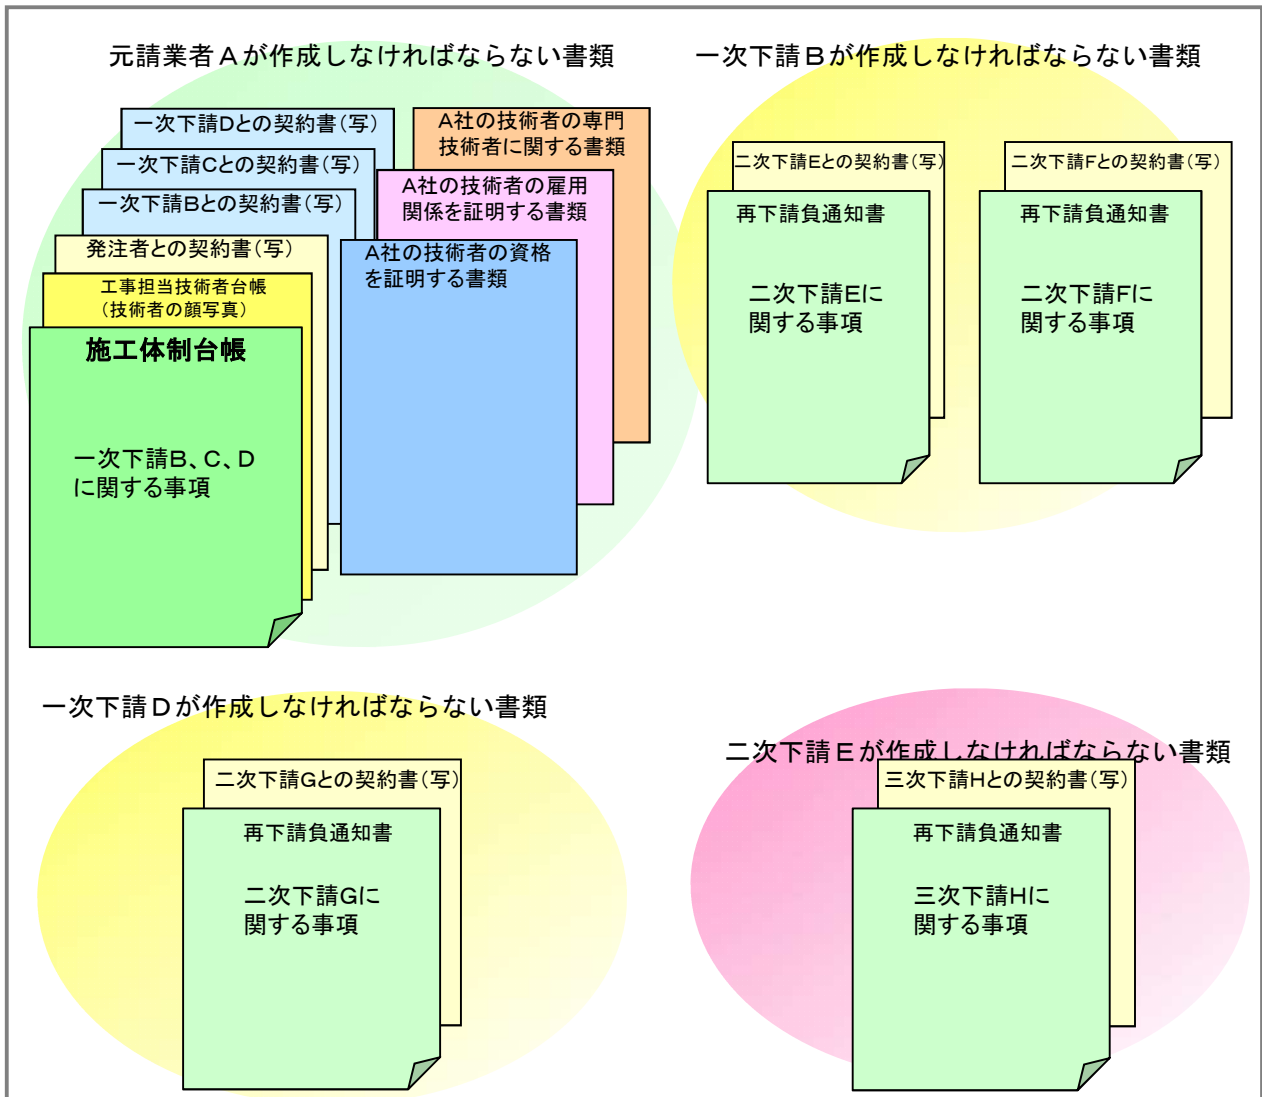 元請業者Ａが作成しなければならない書類
一次下請Dとの契約書（写）
一次下請Cとの契約書（写）
一次下請Bとの契約書（写）
発注者との契約書（写）
工事担当技術者台帳
（技術者の顔写真）
施工体制台帳
一次下請B、C、D
に関する事項
A社の技術者の専門
技術者に関する書類
A社の技術者の雇用
関係を証明する書類
A社の技術者の資格
を証明する書類
一次下請Ｂが作成しなければならない書類
二次下請Eとの契約書（写）
再下請負通知書
二次下請Eに
関する事項
二次下請Fとの契約書（写）
再下請負通知書
二次下請Fに
関する事項
一次下請Ｄが作成しなければならない書類
二次下請Gとの契約書（写）
再下請負通知書
二次下請Gに
関する事項
二次下請Ｅが作成しなければならない書類
三次下請Hとの契約書（写）
再下請負通知書
三次下請Hに
関する事項